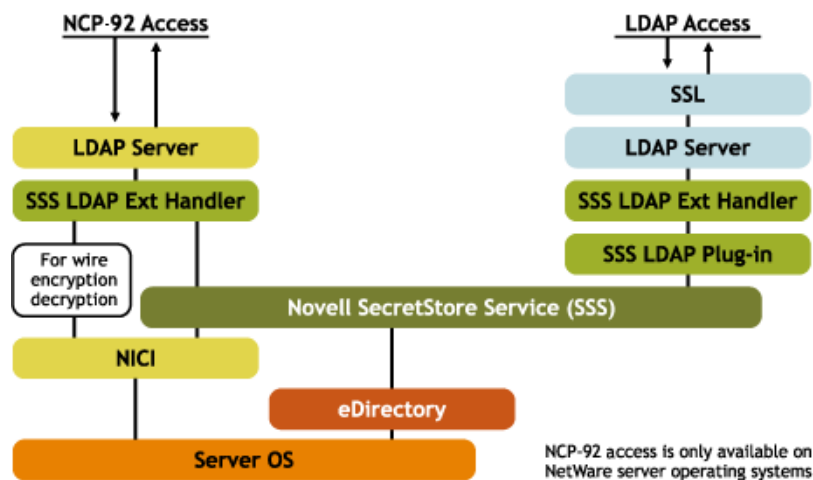 NCP-92 Access
LDAP Server
SSS LDAP Ext Handler
For wire
encryption
decryption
LDAP Access
SSL
LDAP Server
SSS LDAP Ext Handler
SSS LDAP Plug-in
Novell SecretStore Service (SSS)
NICI
eDirectory
Server OS
NCP-92 access is only available on
NetWare server operating systems